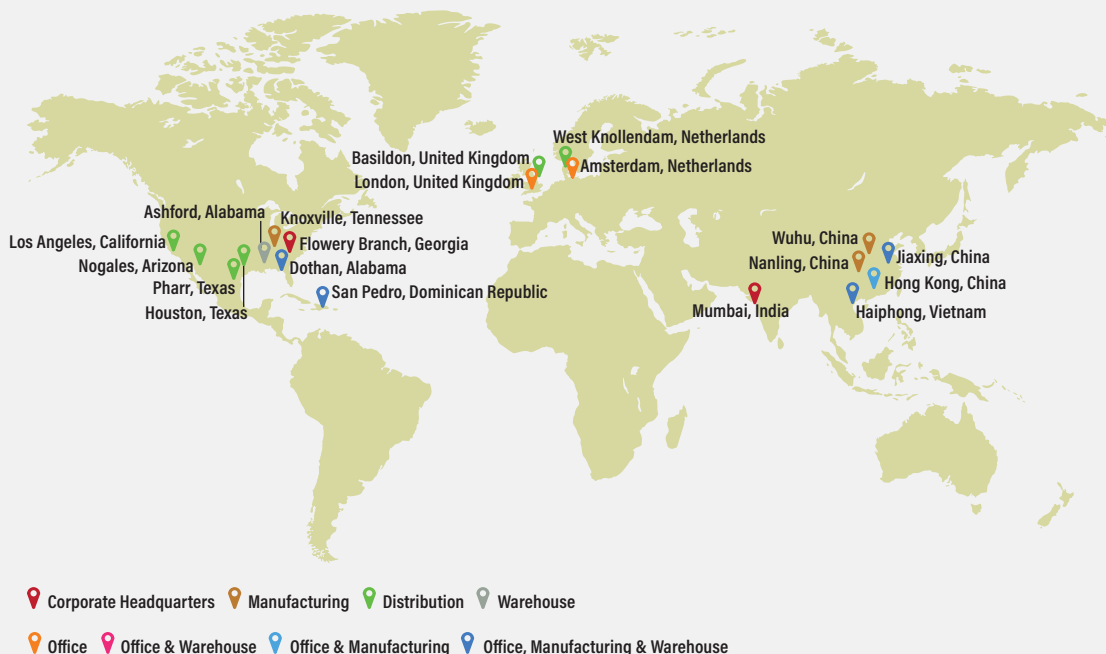 West Knollendam, Netherlands
Basildon, United Kingdom
Amsterdam, Netherlands
London, United Kingdom
Ashford, Alabama
Knoxville, Tennessee
Los Angeles, California
Flowery Branch, Georgia
Nogales, Arizona
Dothan, Alabama
Pharr, Texas
San Pedro, Dominican Republic
Houston, Texas
Wuhu, China
Jiaxing, China
Nanling, China
Hong Kong, China
Mumbai, India
Haiphong, Vietnam
Corporate Headquarters Manufacturing Distribution Warehouse
Office Office & Warehouse Office & Manufacturing Office, Manufacturing & Warehouse